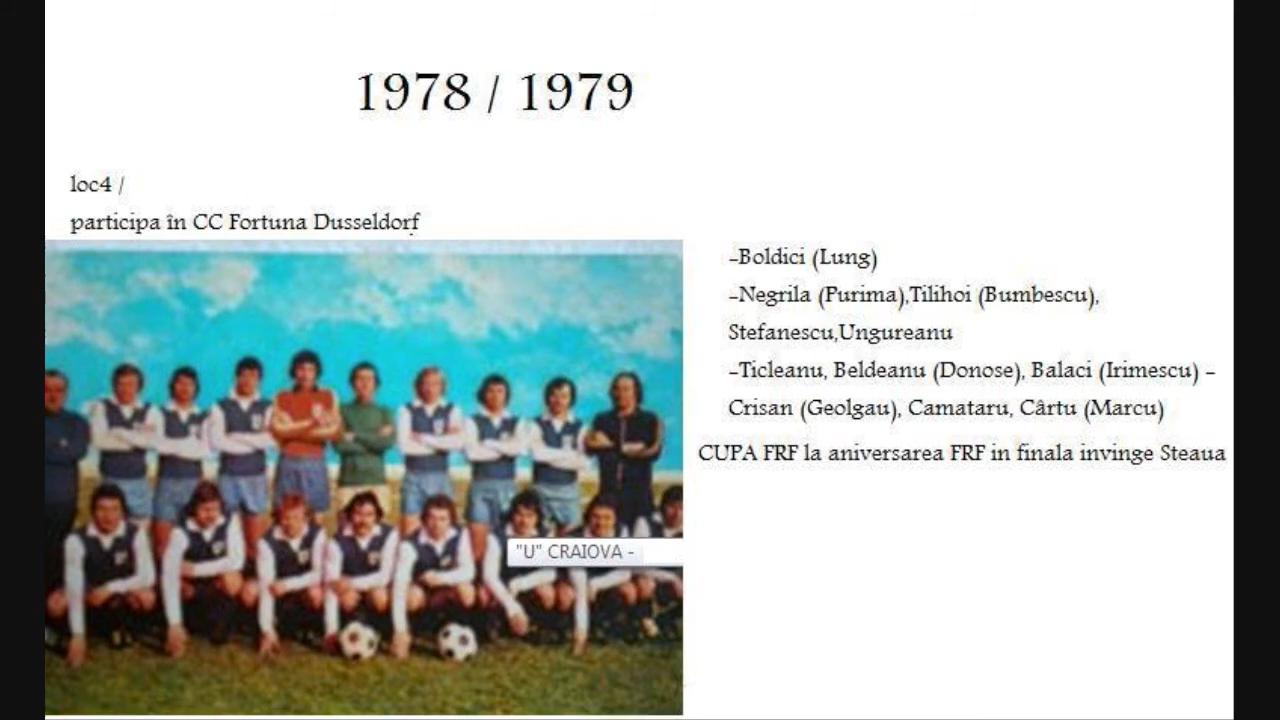 1978 / 1979
loc4 /
participa în CC Fortuna Dusseldorf
-Boldici (Lung)
-Negrila (Purima),Tilihoi (Bumbescu),
Stefanescu,Ungureanu
-Ticleanu, Beldeanu (Donose), Balaci (Irimescu) -
Crisan (Geolgau), Camataru, Cârtu (Marcu)
CUPA FRF la aniversarea FRF in finala invinge Steaua
"U" CRAIOVA -